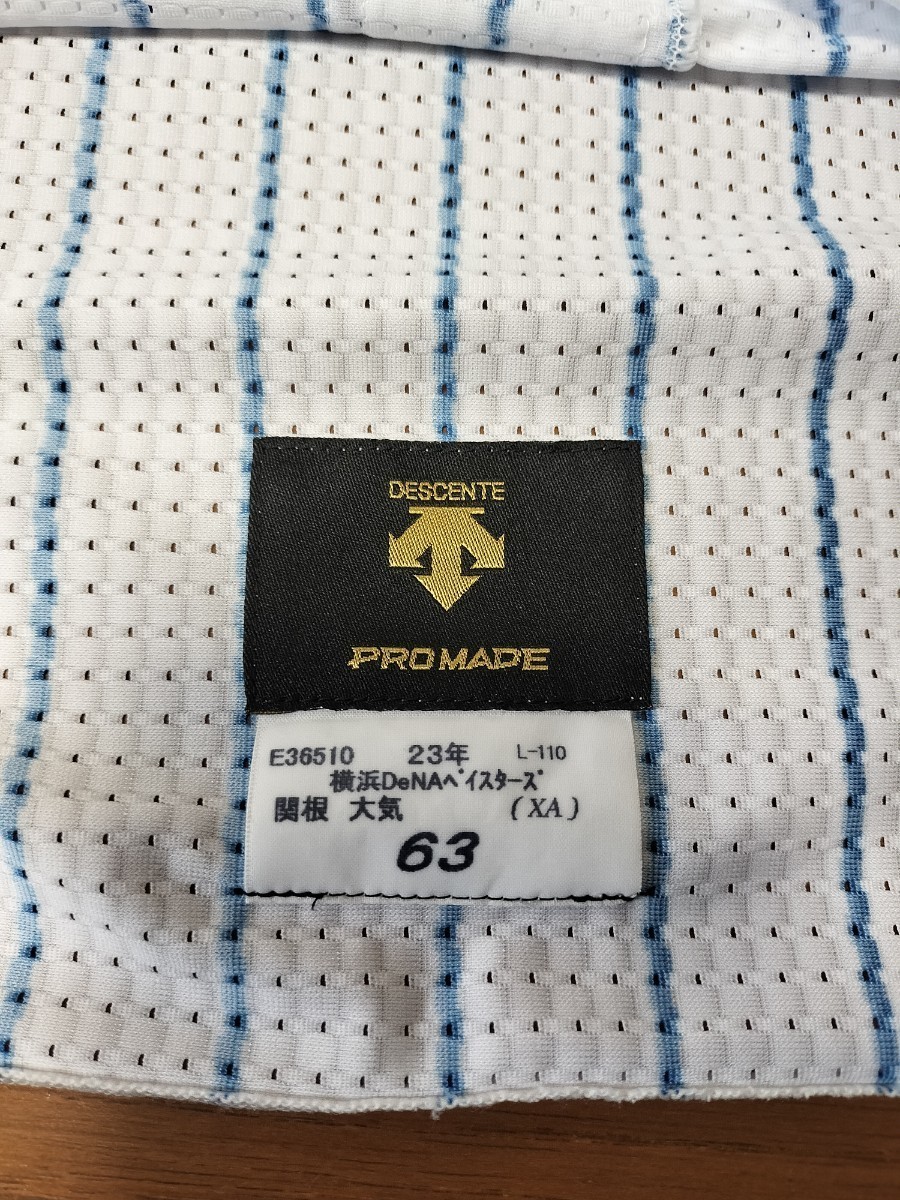 DESCENTE
PRO MADE
E36510 23年 L-110
横浜DeNAベイスターズ
関根 大気 (XA)
63